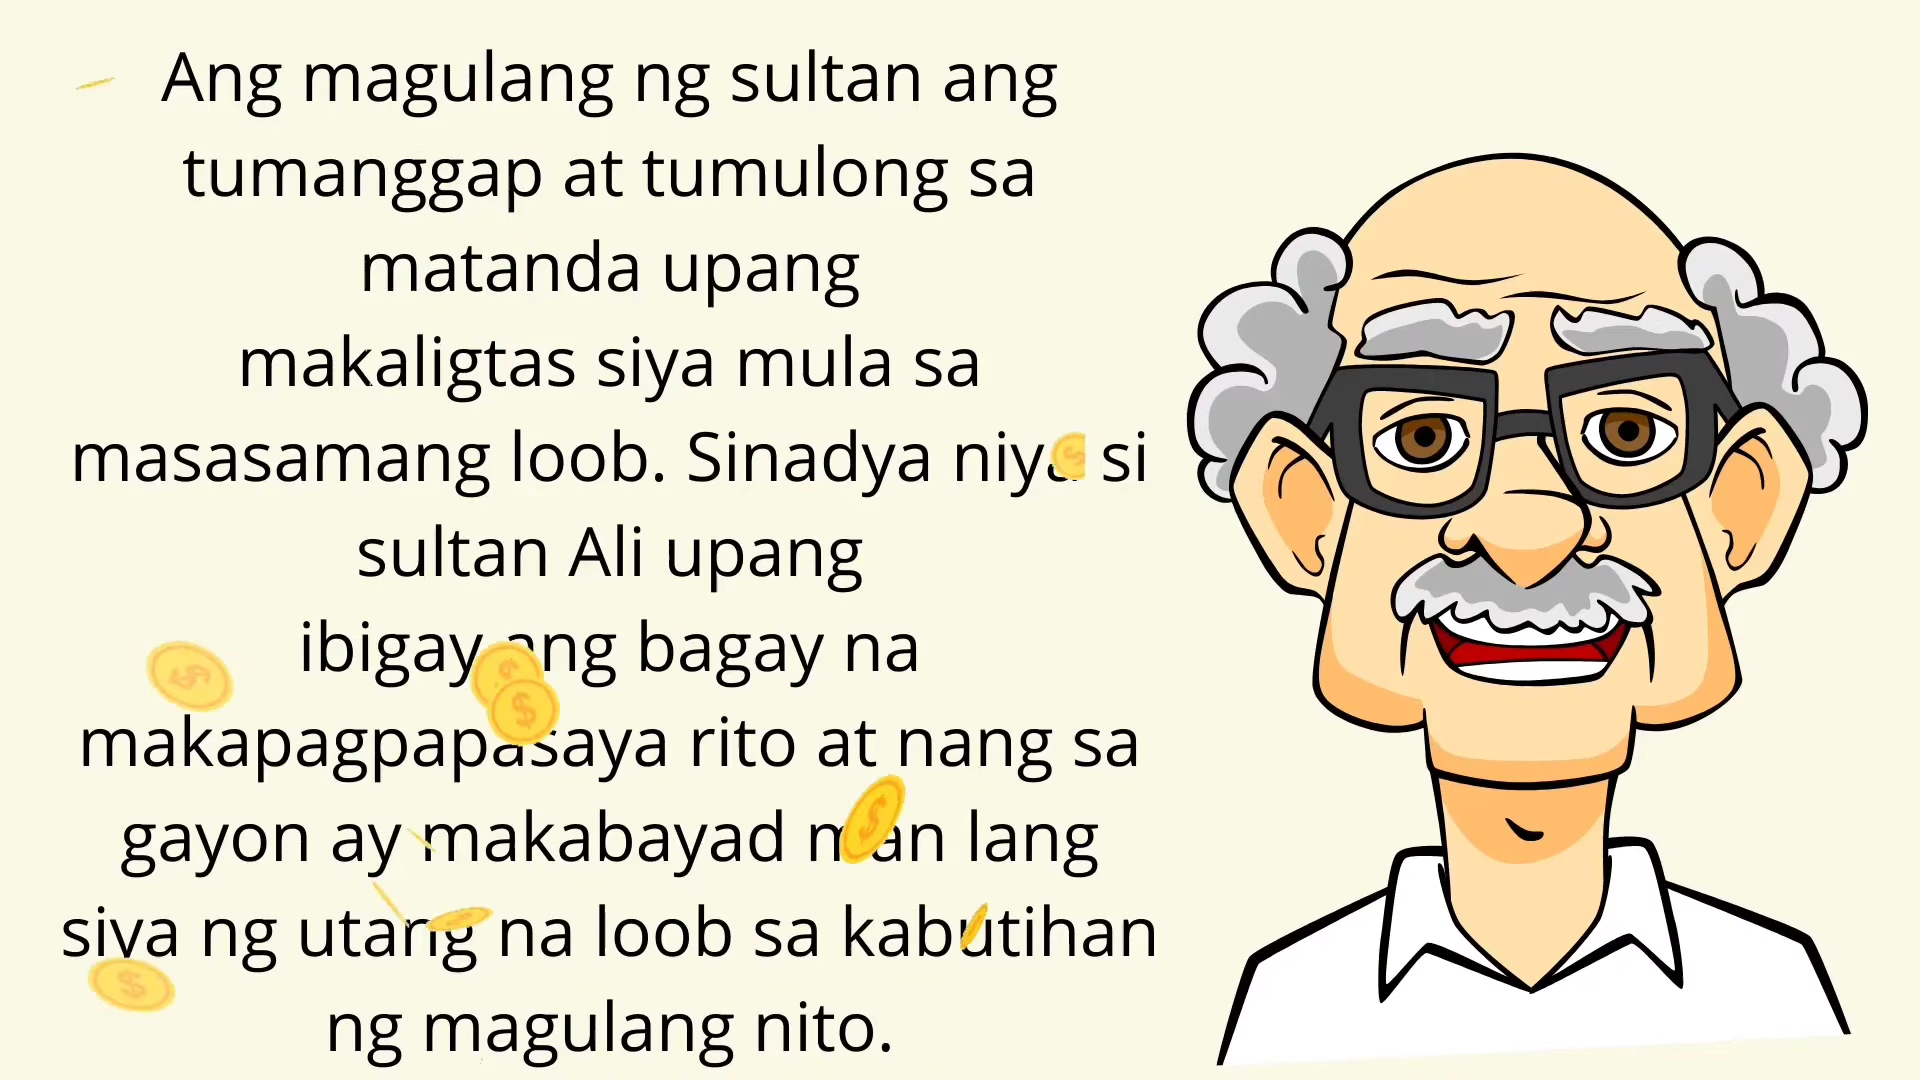 Ang magulang ng sultan ang
tumanggap at tumulong sa
matanda upang
makaligtas siya mula sa
masasamang loob. Sinadya niya si
sultan Ali upang
ibigay ang bagay na
makapagpapasaya rito at nang sa
gayon ay makabayad man lang
siya ng utang na loob sa kabutihan
ng magulang nito.